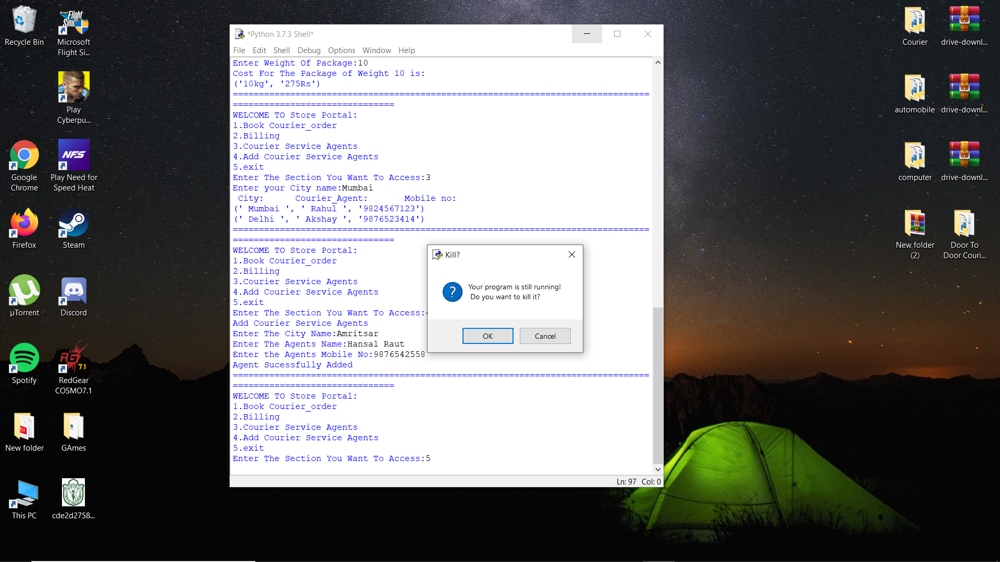 Recycle Bin
Microsoft
Flight Si...
Play
Cyberpu...
Google
Chrome
NFS
Play Need for
Speed Heat
Firefox
Steam
µTorrent
Discord
Spotify
RG
7.1
RedGear
COSMO7.1
PDF
New folder
GAmes
This PC
cde2d2758...
*Python 3.7.3 Shell*
File Edit Shell Debug Options Window Help
Enter Weight Of Package:10
Cost For The Package of Weight 10 is:
('10kg', '275Rs')
================================================================================
===============================
WELCOME TO Store Portal:
1.Book Courier_order
2.Billing
3.Courier Service Agents
4.Add Courier Service Agents
5.exit
Enter The Section You Want To Access:3
Enter your City name:Mumbai
City: Courier_Agent: Mobile no:
(' Mumbai ', ' Rahul ', '9824567123')
(' Delhi ', ' Akshay ', '9876523414')
================================================================================
===============================
WELCOME TO Store Portal:
1.Book Courier_order
2.Billing
3.Courier Service Agents
4.Add Courier Service Agents
5.exit
Enter The Section You Want To Access:
Add Courier Service Agents
Enter The City Name:Amritsar
Enter The Agents Name:Hansal Raut
Enter the Agents Mobile No:9876542558
Agent Sucessfully Added
================================================================================
===============================
WELCOME TO Store Portal:
1.Book Courier_order
2.Billing
3.Courier Service Agents
4.Add Courier Service Agents
5.exit
Enter The Section You Want To Access:5
Ln: 97 Col: 0
Kill?
Your program is still running!
Do you want to kill it?
OK
Cancel
Courier
drive-downl...
automobile
drive-downl...
computer
drive-downl...
New folder
(2)
Door To
Door Couri...